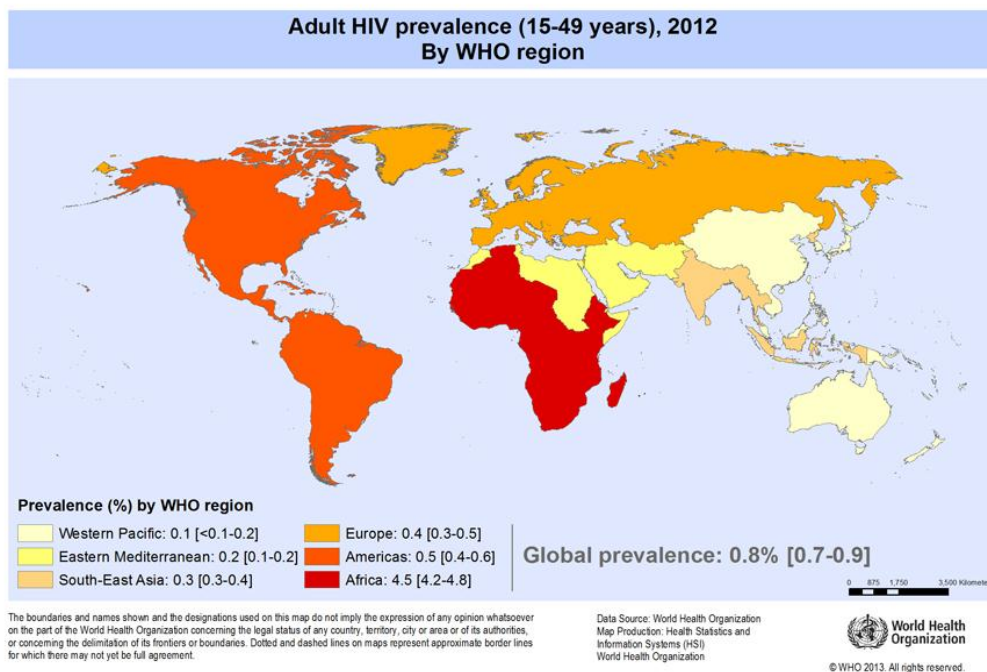 Adult HIV prevalence (15-49 years), 2012
By WHO region
Prevalence (%) by WHO region
Western Pacific: 0.1 [<0.1-0.2]
Eastern Mediterranean: 0.2 [0.1-0.2]
South-East Asia: 0.3 [0.3-0.4]
Europe: 0.4 [0.3-0.5]
Americas: 0.5 [0.4-0.6]
Africa: 4.5 [4.2-4.8]
Global prevalence: 0.8% [0.7-0.9]
0 875 1,750 3,500 Kilomete
The boundaries and names shown and the designations used on this map do not imply the expression of any opinion whatsoever
on the part of the World Health Organization concerning the legal status of any country, territory, city or area or of its authorities,
or concerning the delimitation of its frontiers or boundaries. Dotted and dashed lines on maps represent approximate border lines
for which there may not yet be full agreement.
Data Source: World Health Organization
Map Production: Health Statistics and
Information Systems (HSI)
World Health Organization
World Health
Organization
© WHO 2013. All rights reserved.